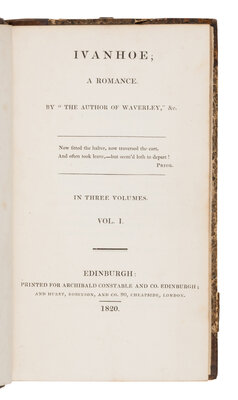 IVANHOE;
A ROMANCE.
BY "THE AUTHOR OF WAVERLEY," &c.
Now fitted the halter, now traversed the cart,
And often took leave,—but seem'd loth to depart!
PRIOR.
IN THREE VOLUMES.
VOL. I.
EDINBURGH:
PRINTED FOR ARCHIBALD CONSTABLE AND CO. EDINBURGH;
AND HURST, ROBINSON, AND CO. 90, CHEAPSIDE, LONDON.
1820.